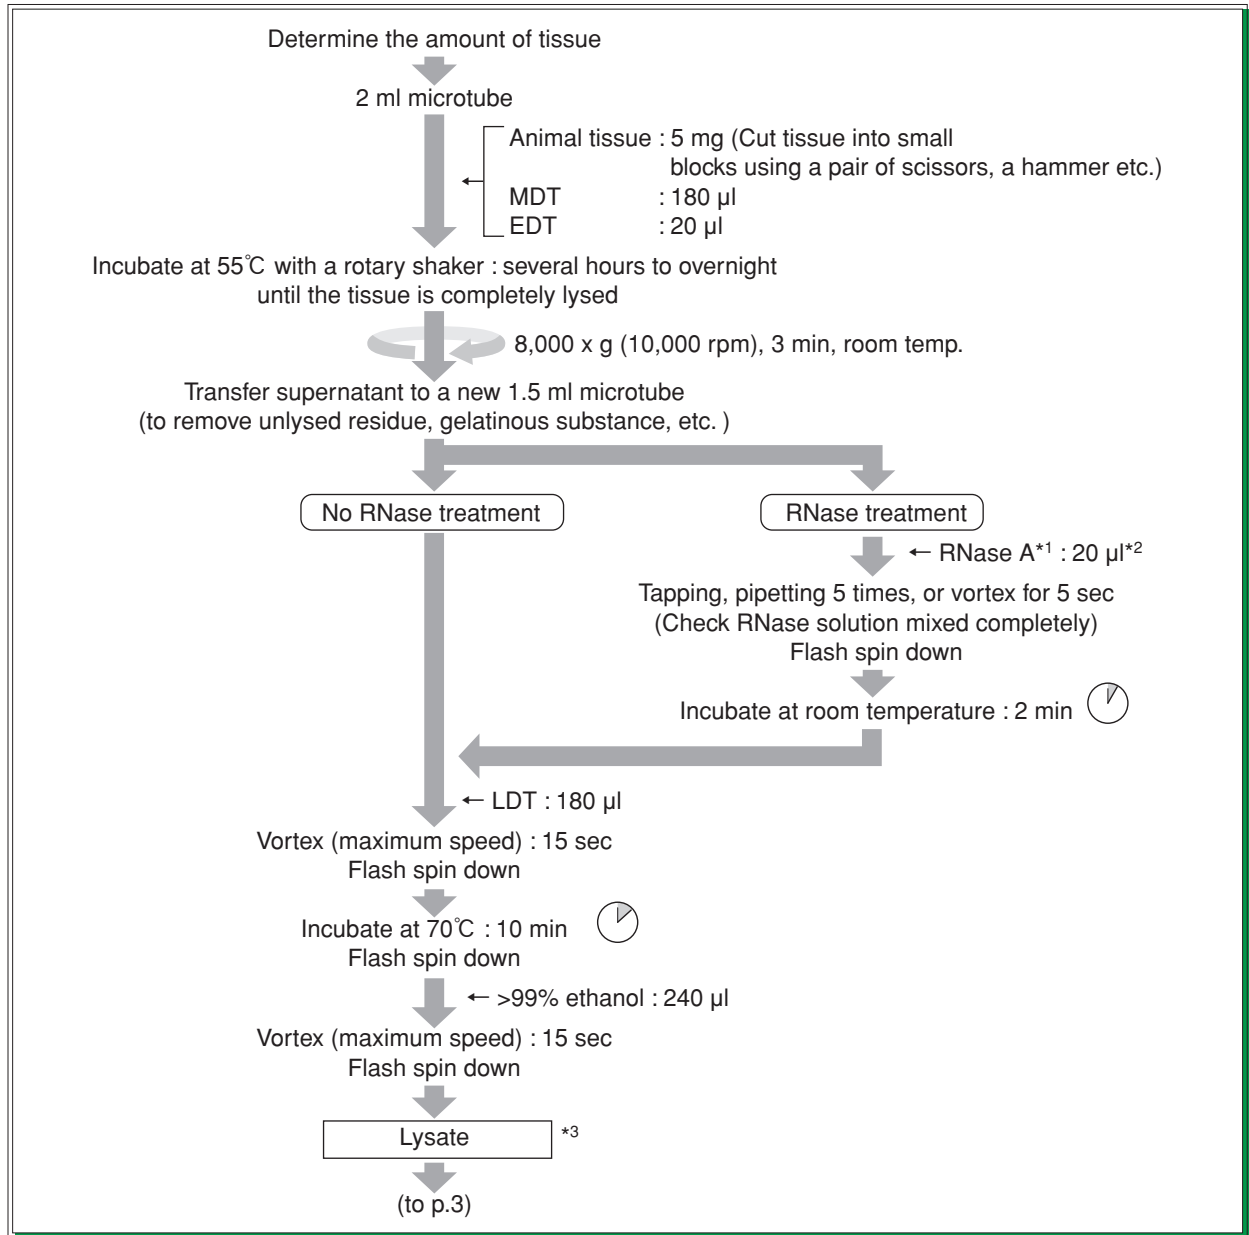 Determine the amount of tissue
2 ml microtube
Animal tissue : 5 mg (Cut tissue into small
blocks using a pair of scissors, a hammer etc.)
MDT : 180 µl
EDT : 20 µl
Incubate at 55℃ with a rotary shaker : several hours to overnight
until the tissue is completely lysed
8,000 x g (10,000 rpm), 3 min, room temp.
Transfer supernatant to a new 1.5 ml microtube
(to remove unlysed residue, gelatinous substance, etc. )
No RNase treatment
RNase treatment
← RNase A*1 : 20 µl*2
Tapping, pipetting 5 times, or vortex for 5 sec
(Check RNase solution mixed completely)
Flash spin down
Incubate at room temperature : 2 min
← LDT : 180 µl
Vortex (maximum speed) : 15 sec
Flash spin down
Incubate at 70℃ : 10 min
Flash spin down
← >99% ethanol : 240 µl
Vortex (maximum speed) : 15 sec
Flash spin down
Lysate *3
(to p.3)